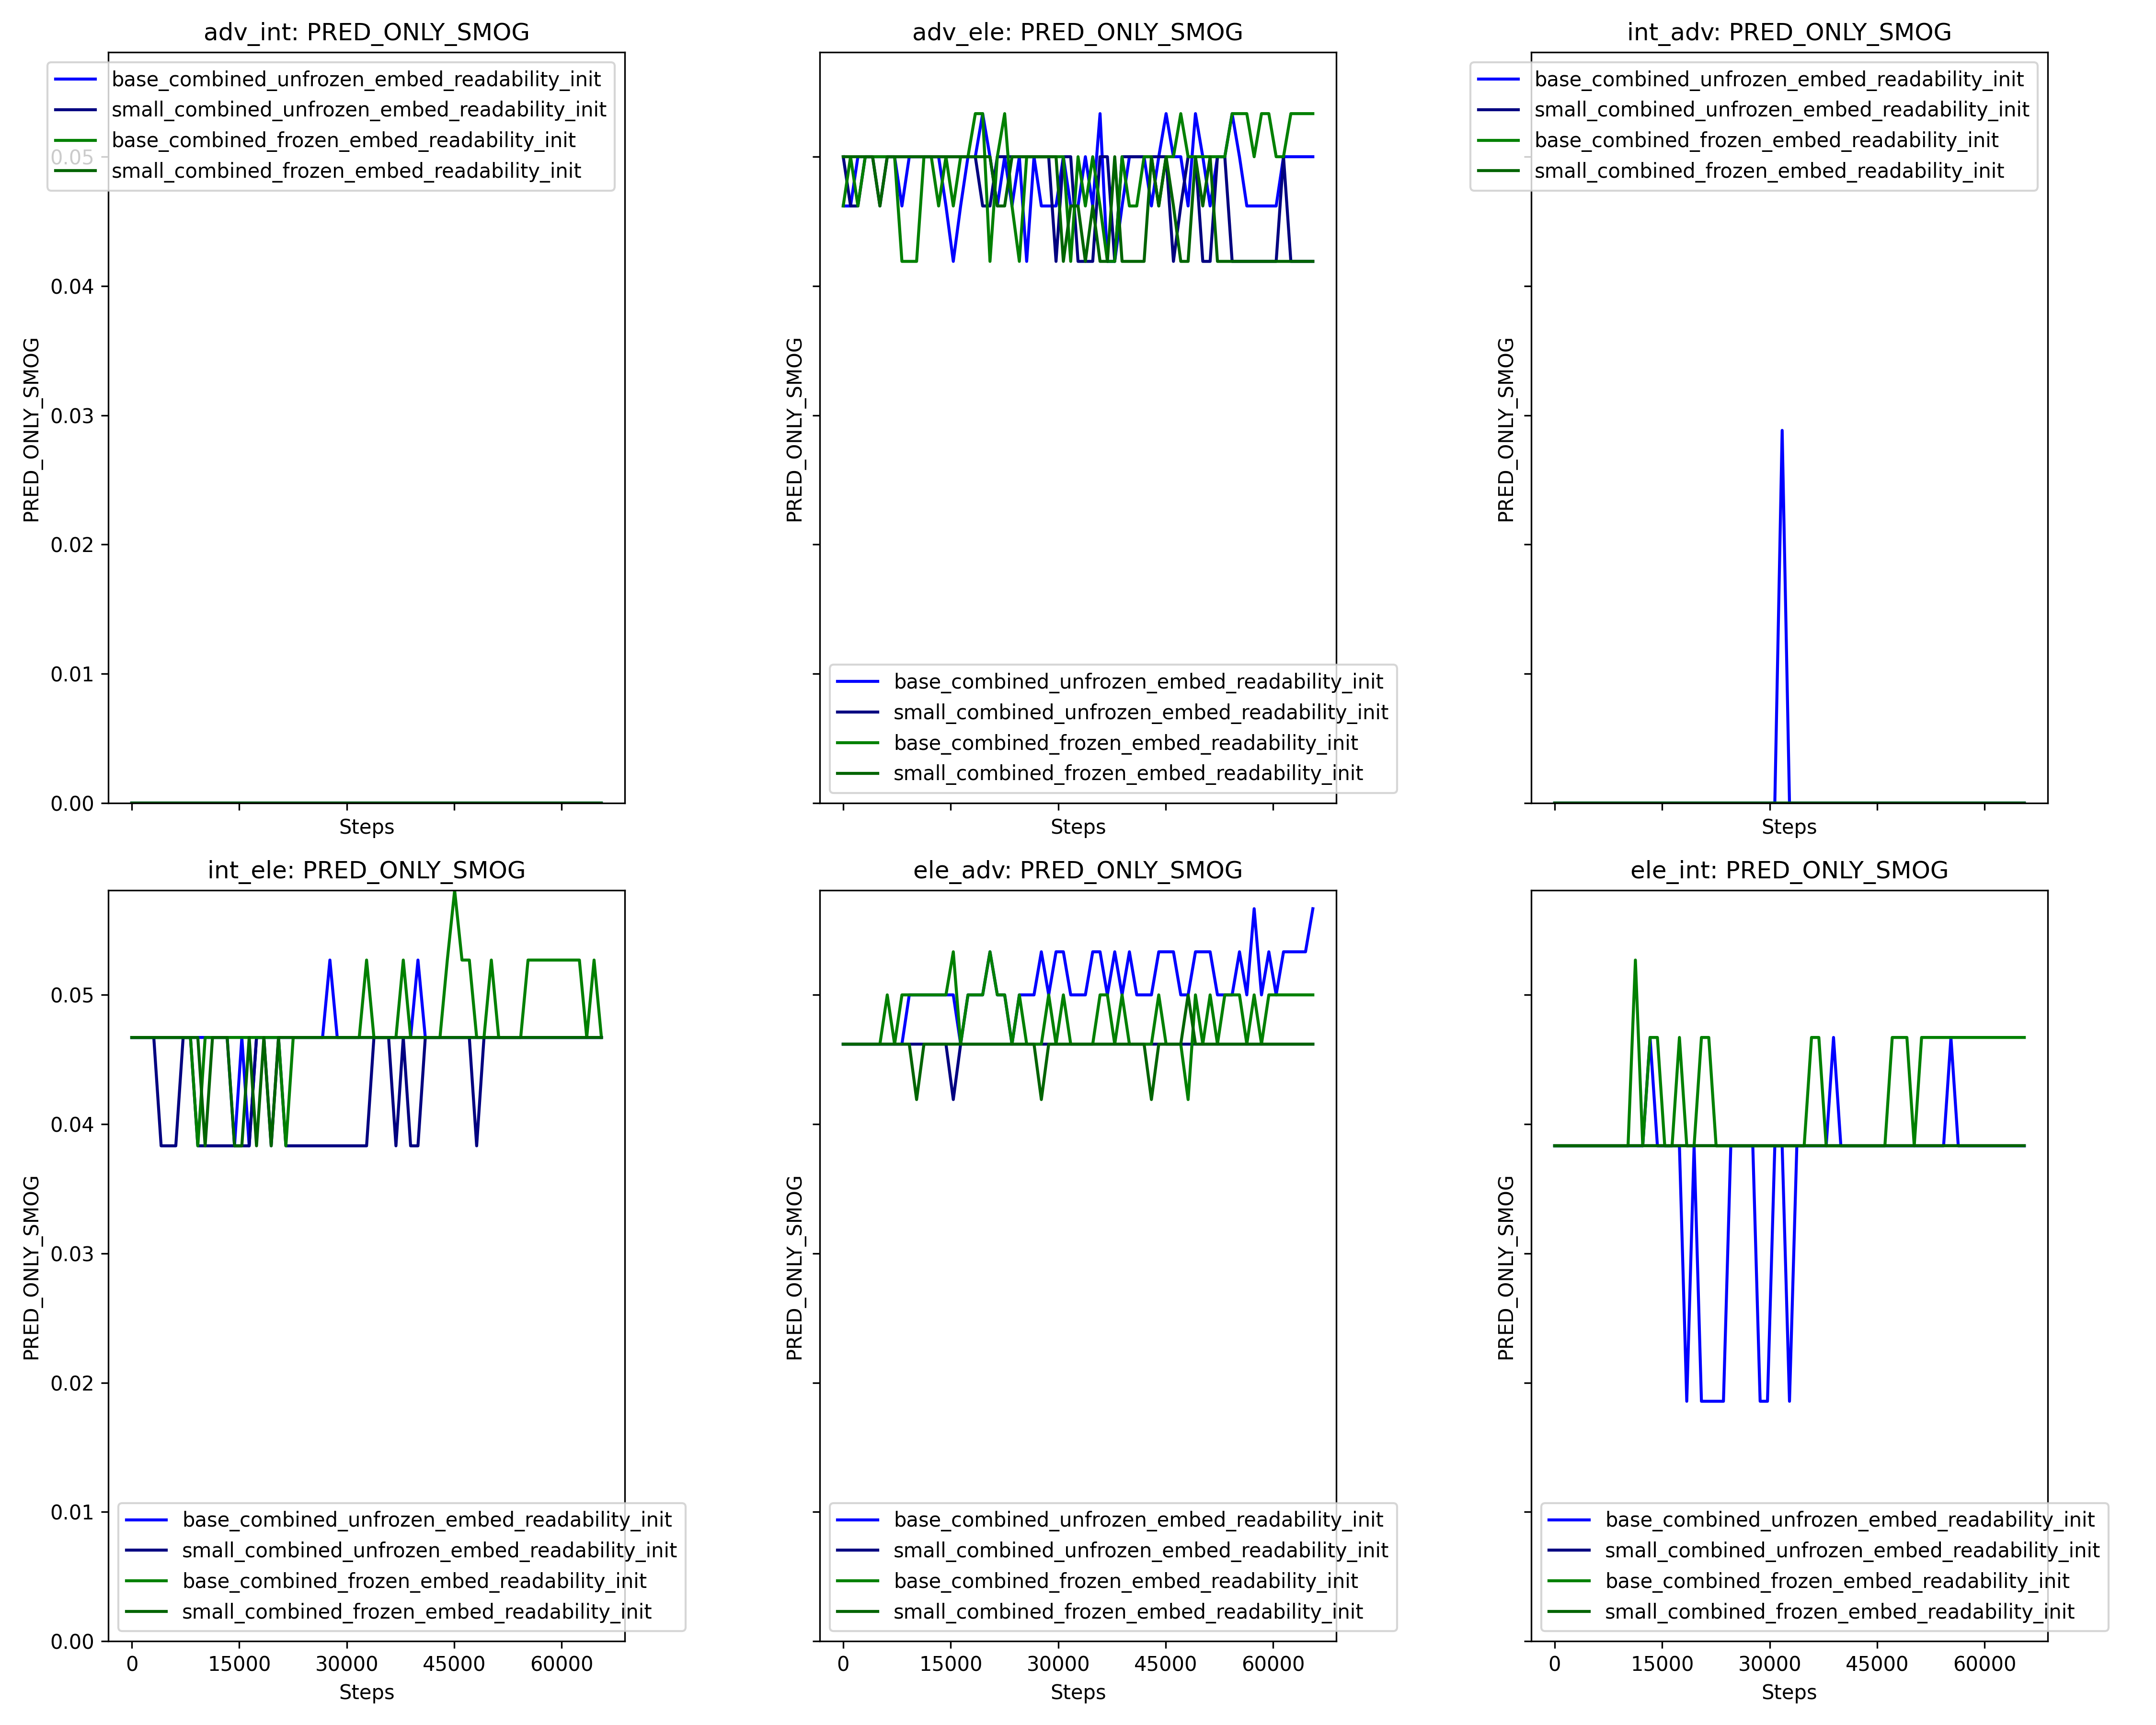 adv_int: PRED_ONLY_SMOG
base_combined_unfrozen_embed_readability_init
small_combined_unfrozen_embed_readability_init
base_combined_frozen_embed_readability_init
small_combined_frozen_embed_readability_init
0.05
0.04
0.03
0.02
0.01
0.00
PRED_ONLY_SMOG
Steps
adv_ele: PRED_ONLY_SMOG
PRED_ONLY_SMOG
base_combined_unfrozen_embed_readability_init
small_combined_unfrozen_embed_readability_init
base_combined_frozen_embed_readability_init
small_combined_frozen_embed_readability_init
Steps
int_adv: PRED_ONLY_SMOG
base_combined_unfrozen_embed_readability_init
small_combined_unfrozen_embed_readability_init
base_combined_frozen_embed_readability_init
small_combined_frozen_embed_readability_init
PRED_ONLY_SMOG
Steps
int_ele: PRED_ONLY_SMOG
0.05
0.04
0.03
0.02
0.01
0.00
PRED_ONLY_SMOG
base_combined_unfrozen_embed_readability_init
small_combined_unfrozen_embed_readability_init
base_combined_frozen_embed_readability_init
small_combined_frozen_embed_readability_init
0 15000 30000 45000 60000
Steps
ele_adv: PRED_ONLY_SMOG
PRED_ONLY_SMOG
base_combined_unfrozen_embed_readability_init
small_combined_unfrozen_embed_readability_init
base_combined_frozen_embed_readability_init
small_combined_frozen_embed_readability_init
0 15000 30000 45000 60000
Steps
ele_int: PRED_ONLY_SMOG
PRED_ONLY_SMOG
base_combined_unfrozen_embed_readability_init
small_combined_unfrozen_embed_readability_init
base_combined_frozen_embed_readability_init
small_combined_frozen_embed_readability_init
0 15000 30000 45000 60000
Steps